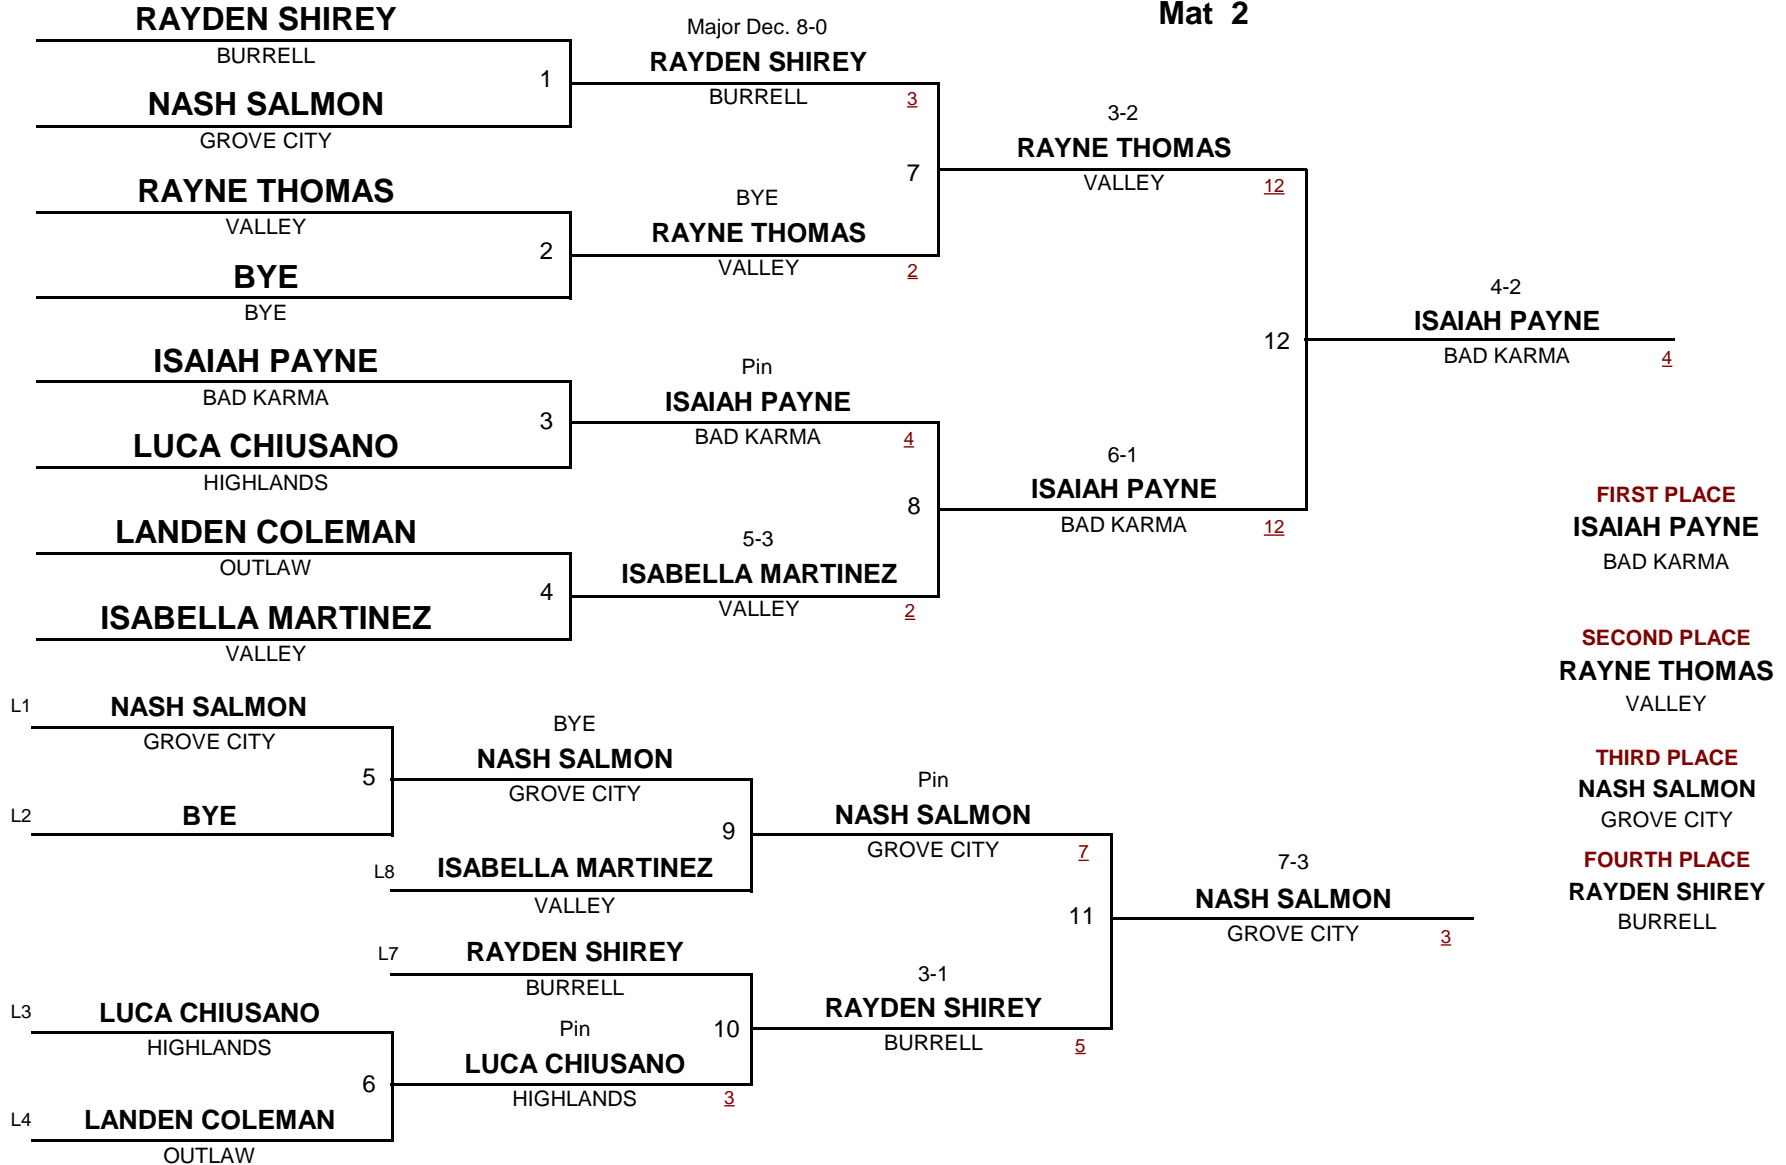 Mat 2
RAYDEN SHIREY
BURRELL
1
NASH SALMON
GROVE CITY
RAYNE THOMAS
VALLEY
2
BYE
BYE
ISAIAH PAYNE
BAD KARMA
3
LUCA CHIUSANO
HIGHLANDS
LANDEN COLEMAN
OUTLAW
4
ISABELLA MARTINEZ
VALLEY
Major Dec. 8-0
RAYDEN SHIREY
BURRELL 3
7
BYE
RAYNE THOMAS
VALLEY 2
Pin
ISAIAH PAYNE
BAD KARMA 4
8
5-3
ISABELLA MARTINEZ
VALLEY 2
3-2
RAYNE THOMAS
VALLEY 12
12
6-1
ISAIAH PAYNE
BAD KARMA 12
4-2
ISAIAH PAYNE
BAD KARMA 4
FIRST PLACE
ISAIAH PAYNE
BAD KARMA
SECOND PLACE
RAYNE THOMAS
VALLEY
THIRD PLACE
NASH SALMON
GROVE CITY
FOURTH PLACE
RAYDEN SHIREY
BURRELL
L1 NASH SALMON
GROVE CITY
5
L2 BYE
L3 LUCA CHIUSANO
HIGHLANDS
6
L4 LANDEN COLEMAN
OUTLAW
BYE
NASH SALMON
GROVE CITY
9
L8 ISABELLA MARTINEZ
VALLEY
L7 RAYDEN SHIREY
BURRELL
10
Pin
LUCA CHIUSANO
HIGHLANDS 3
Pin
NASH SALMON
GROVE CITY 7
11
3-1
RAYDEN SHIREY
BURRELL 5
7-3
NASH SALMON
GROVE CITY 3